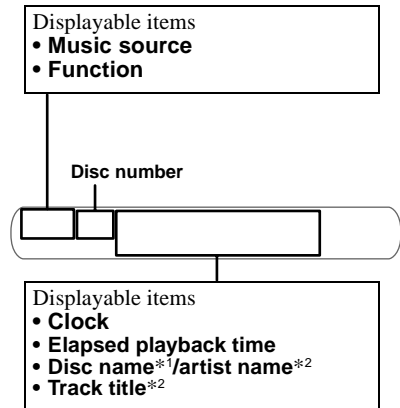 Displayable items
• Music source
• Function
Disc number
Displayable items
• Clock
• Elapsed playback time
• Disc name*1/artist name*2
• Track title*2